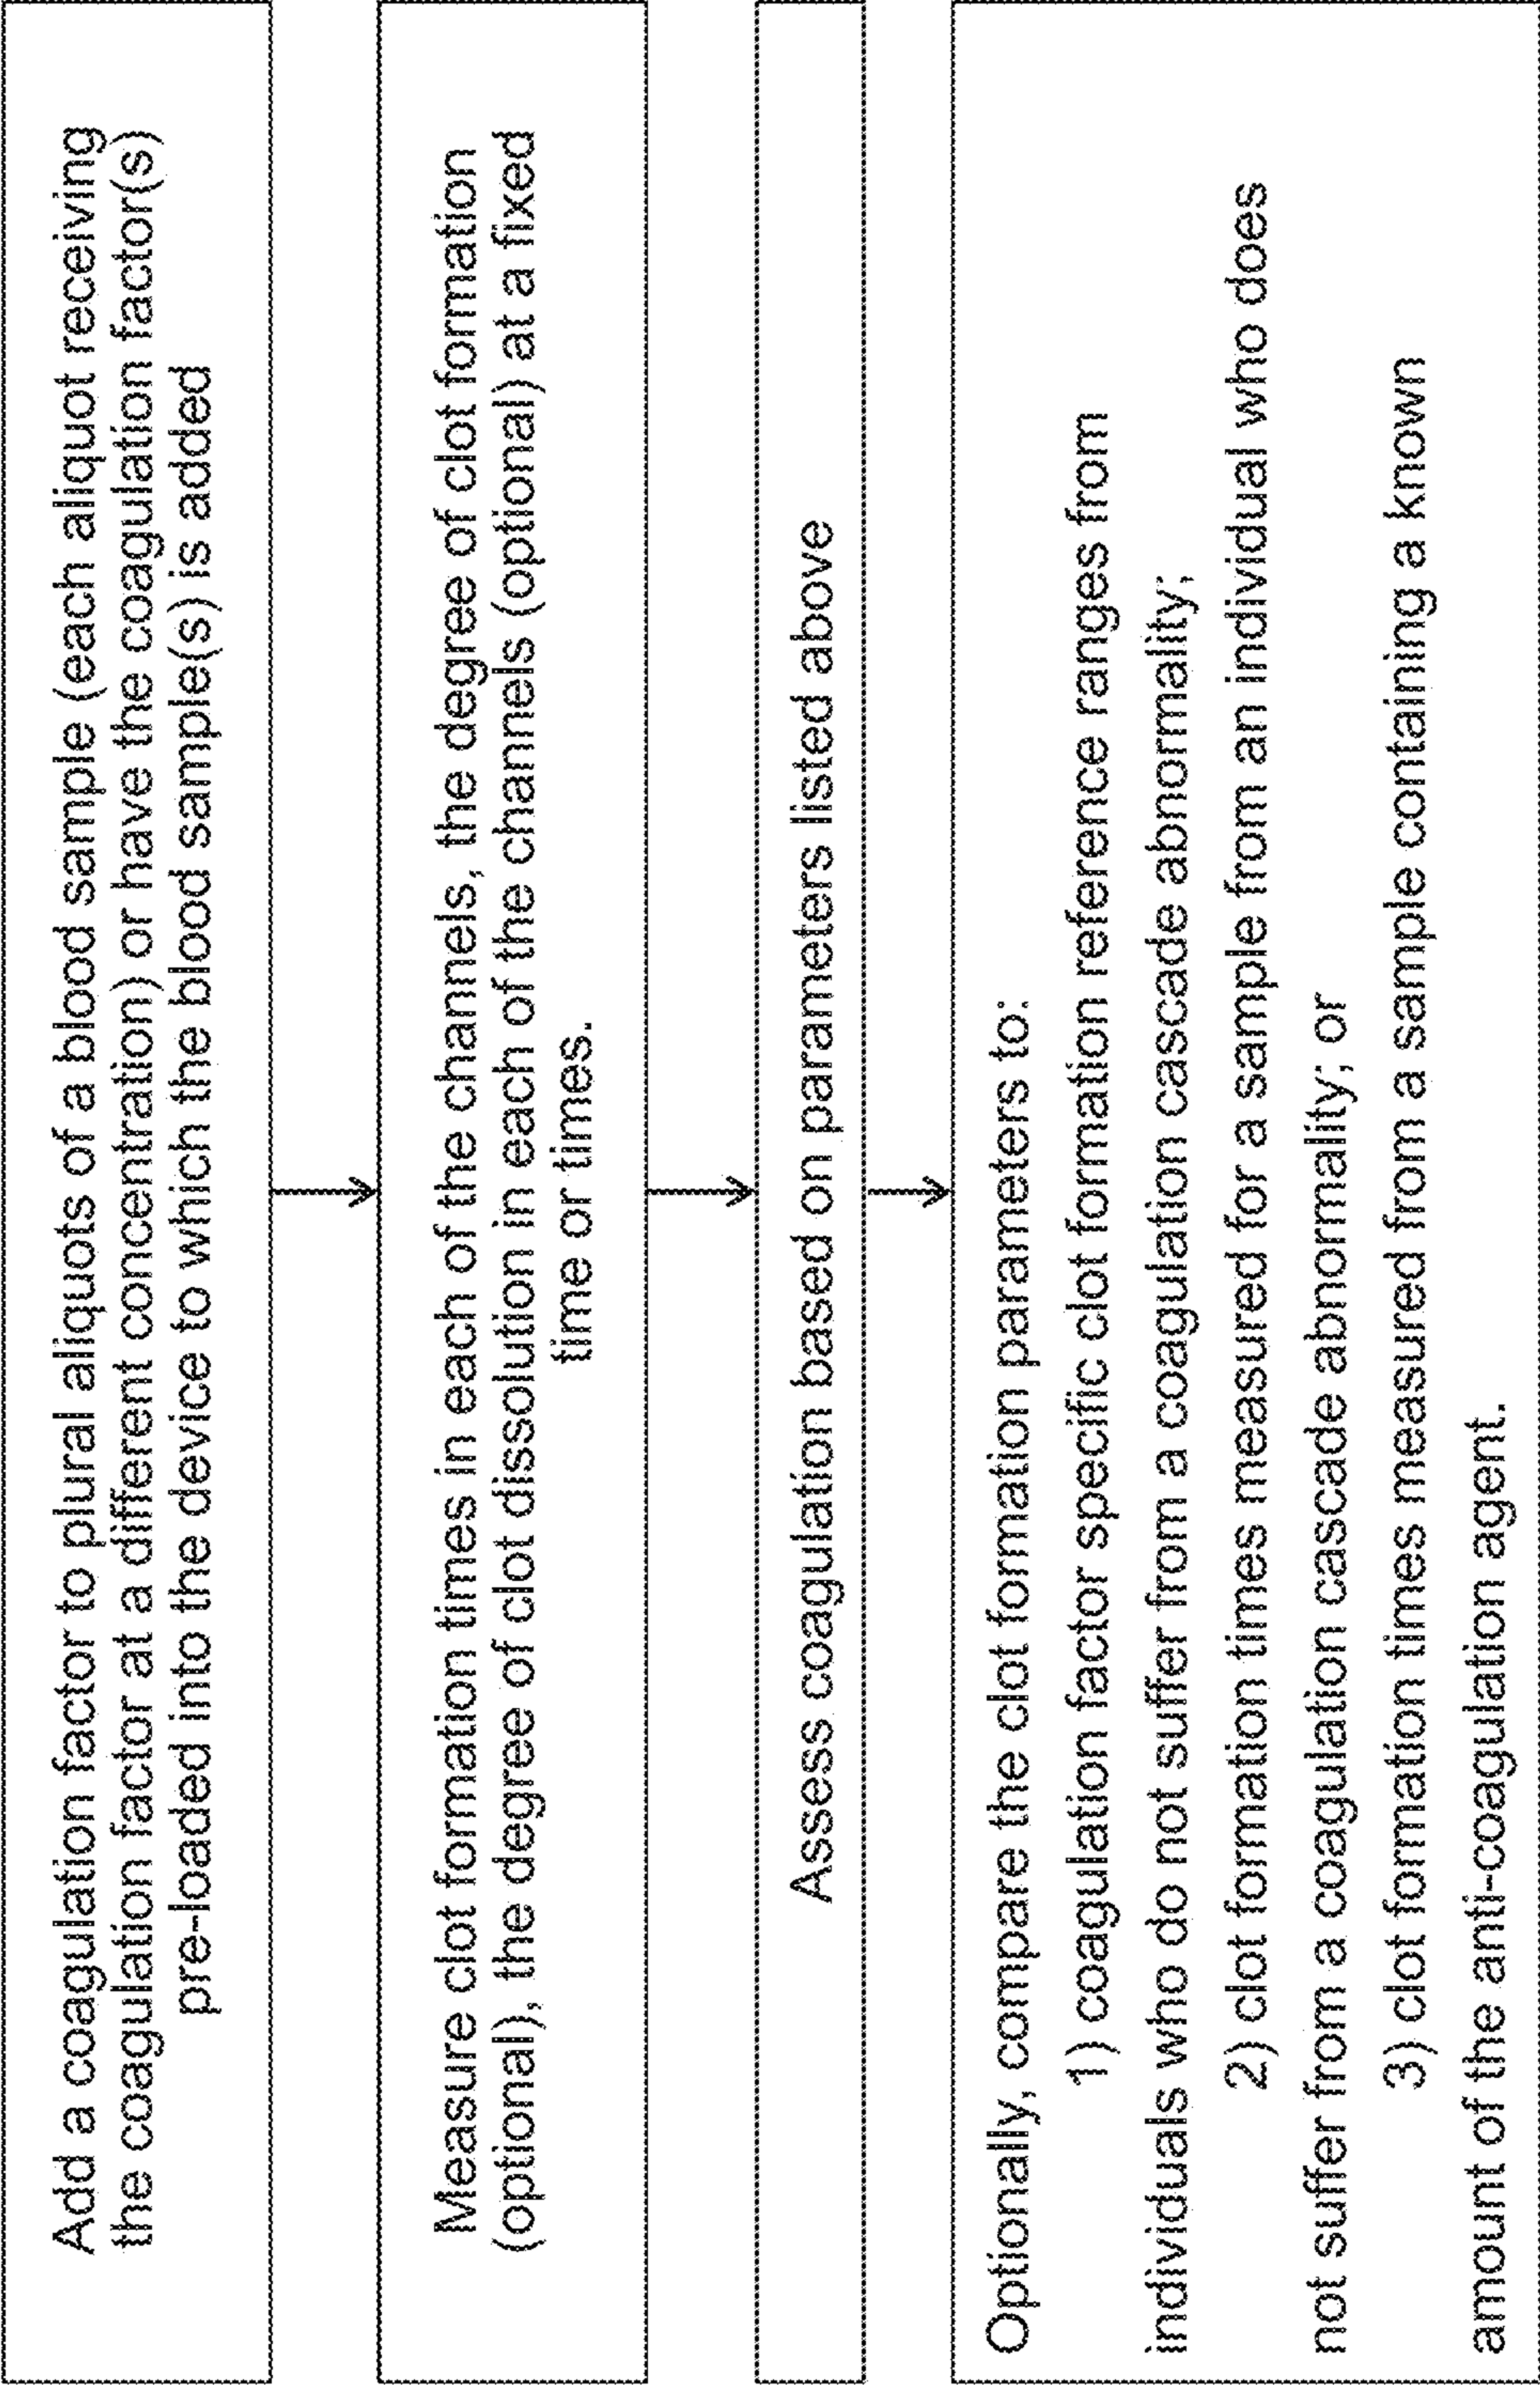 Add a coagulation factor to plural aliquots of a blood sample (each aliquot receiving
the coagulation factor at a different concentration) or have the coagulation factor(s)
pre-loaded into the device to which the blood sample(s) is added
Measure clot formation times in each of the channels, the degree of clot formation
(optional), the degree of clot dissolution in each of the channels (optional) at a fixed
time or times.
Assess coagulation based on parameters listed above
Optionally, compare the clot formation parameters to:
1) coagulation factor specific clot formation reference ranges from
individuals who do not suffer from a coagulation cascade abnormality;
2) clot formation times measured for a sample from an individual who does
not suffer from a coagulation cascade abnormality; or
3) clot formation times measured from a sample containing a known
amount of the anti-coagulation agent.